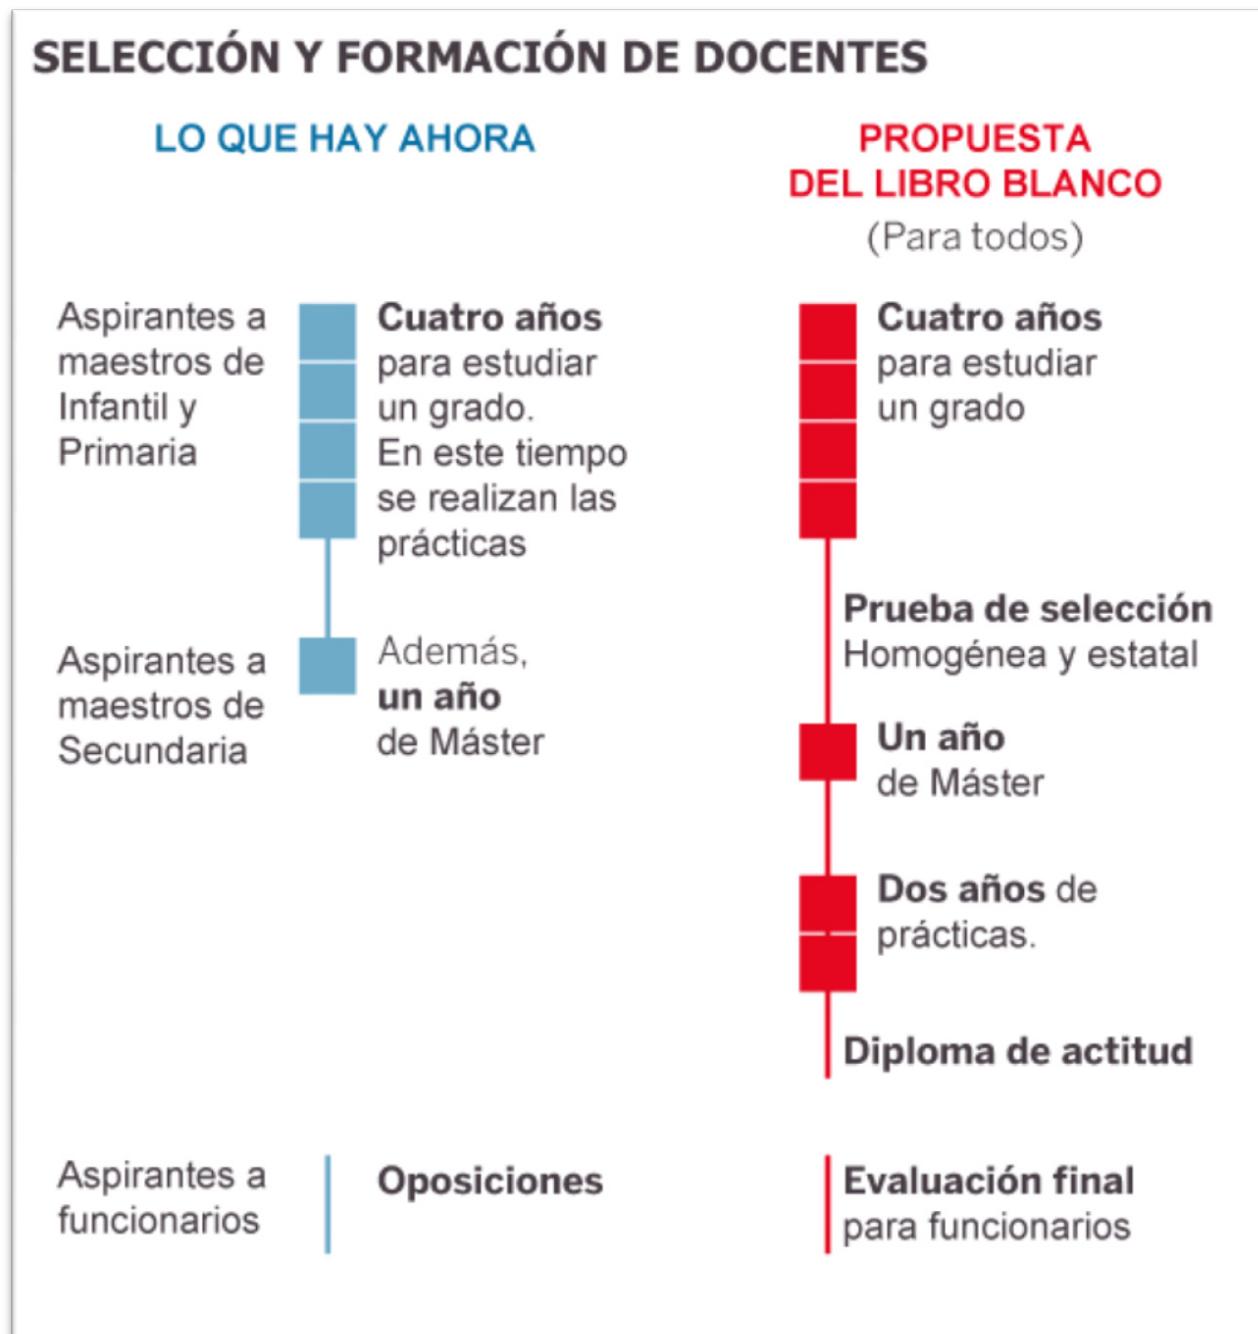 SELECCIÓN Y FORMACIÓN DE DOCENTES
LO QUE HAY AHORA
Aspirantes a
maestros de
Infantil y
Primaria
Cuatro años
para estudiar
un grado.
En este tiempo
se realizan las
prácticas
Aspirantes a
maestros de
Secundaria
Además,
un año
de Máster
Aspirantes a
funcionarios
Oposiciones
PROPUESTA
DEL LIBRO BLANCO
(Para todos)
Cuatro años
para estudiar
un grado
Prueba de selección
Homogénea y estatal
Un año
de Máster
Dos años de
prácticas.
Diploma de actitud
Evaluación final
para funcionarios